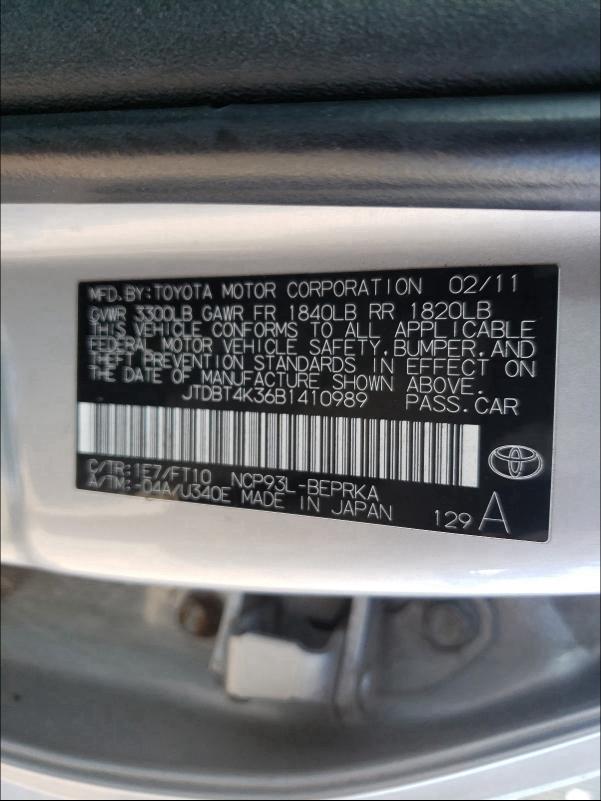 MFD.BY:TOYOTA MOTOR CORPORATION 02/11
GVWR 3300LB GAWR FR 1840LB RR 1820LB
THIS VEHICLE CONFORMS TO ALL APPLICABLE
FEDERAL MOTOR VEHICLE SAFETY,BUMPER,AND
THEFT PREVENTION STANDARDS IN EFFECT ON
THE DATE OF MANUFACTURE SHOWN ABOVE.
JTDBT4K36B1410989 PASS.CAR
C/TR:1E7/FT10 NCP93L-BEPRKA
A/TM:-04A/U340E MADE IN JAPAN 129 A